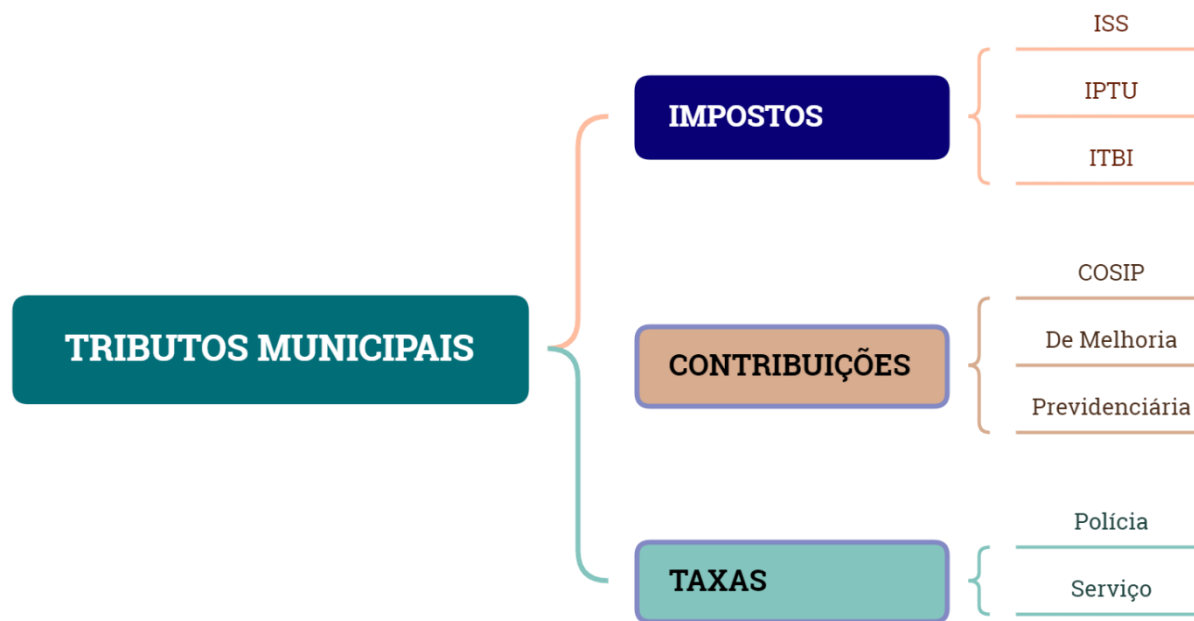 TRIBUTOS MUNICIPAIS
IMPOSTOS
ISS
IPTU
ITBI
CONTRIBUIÇÕES
COSIP
De Melhoria
Previdenciária
TAXAS
Polícia
Serviço